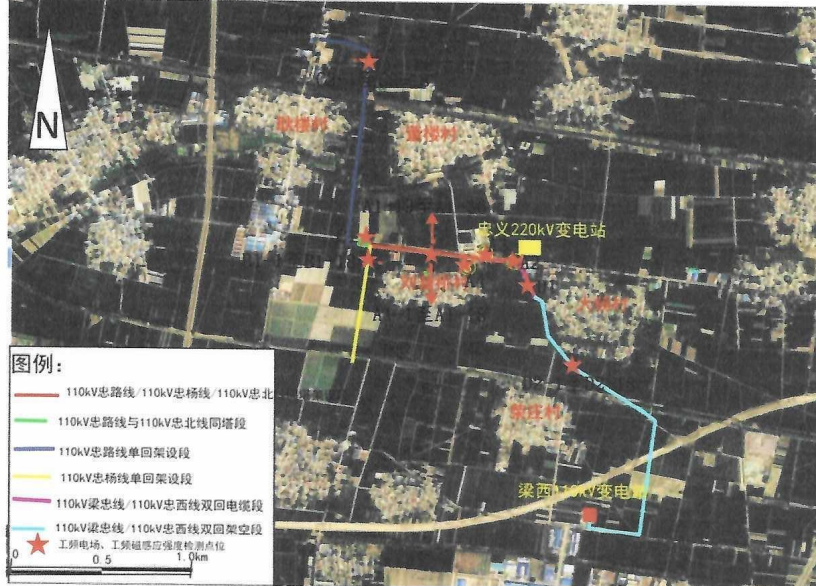 N
董楼村
忠义220kV变电站
柴庄村
梁西110kV变电站
图例：
110kV忠路线/110kV忠杨线/110kV忠北
110kV忠路线与110kV忠北线同塔段
110kV忠路线单回架设段
110kV忠杨线单回架设段
110kV梁忠线/110kV忠西线双回电缆段
110kV梁忠线/110kV忠西线双回架空段
工频电场、工频磁感应强度检测点位
0
0.5
1.0km